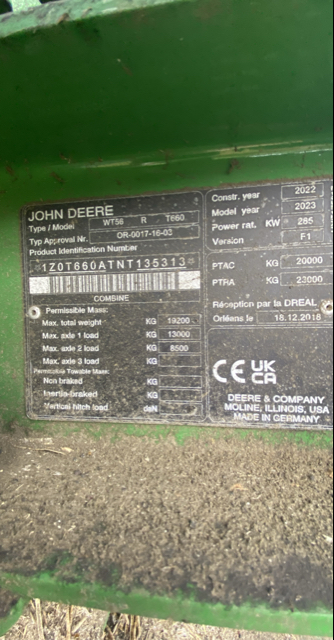 JOHN DEERE
Type / Model WT56 R T660
Typ Approval Nr. OR-0017-16-03
Product Identification Number
*1Z0T660ATNT135313*
COMBINE
Permissible Mass:
Max. total weight KG 19200
Max. axle 1 load KG 13000
Max. axle 2 load KG 8500
Max. axle 3 load KG
Permissible Towable Mass:
Non braked KG
Inertia-braked KG
Vertical hitch load daN
Constr. year 2022
Model year 2023
Power rat. KW 285
Version F1
PTAC KG 20000
PTRA KG 23000
Réception par la DREAL
Orléans le 18.12.2018
CE UK
CA
DEERE & COMPANY
MOLINE, ILLINOIS, USA
MADE IN GERMANY